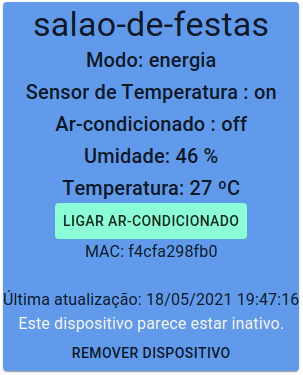 salao-de-festas
Modo: energia
Sensor de Temperatura : on
Ar-condicionado : off
Umidade: 46 %
Temperatura: 27 ºC
LIGAR AR-CONDICIONADO
MAC: f4cfa298fb0
Última atualização: 18/05/2021 19:47:16
Este dispositivo parece estar inativo.
REMOVER DISPOSITIVO